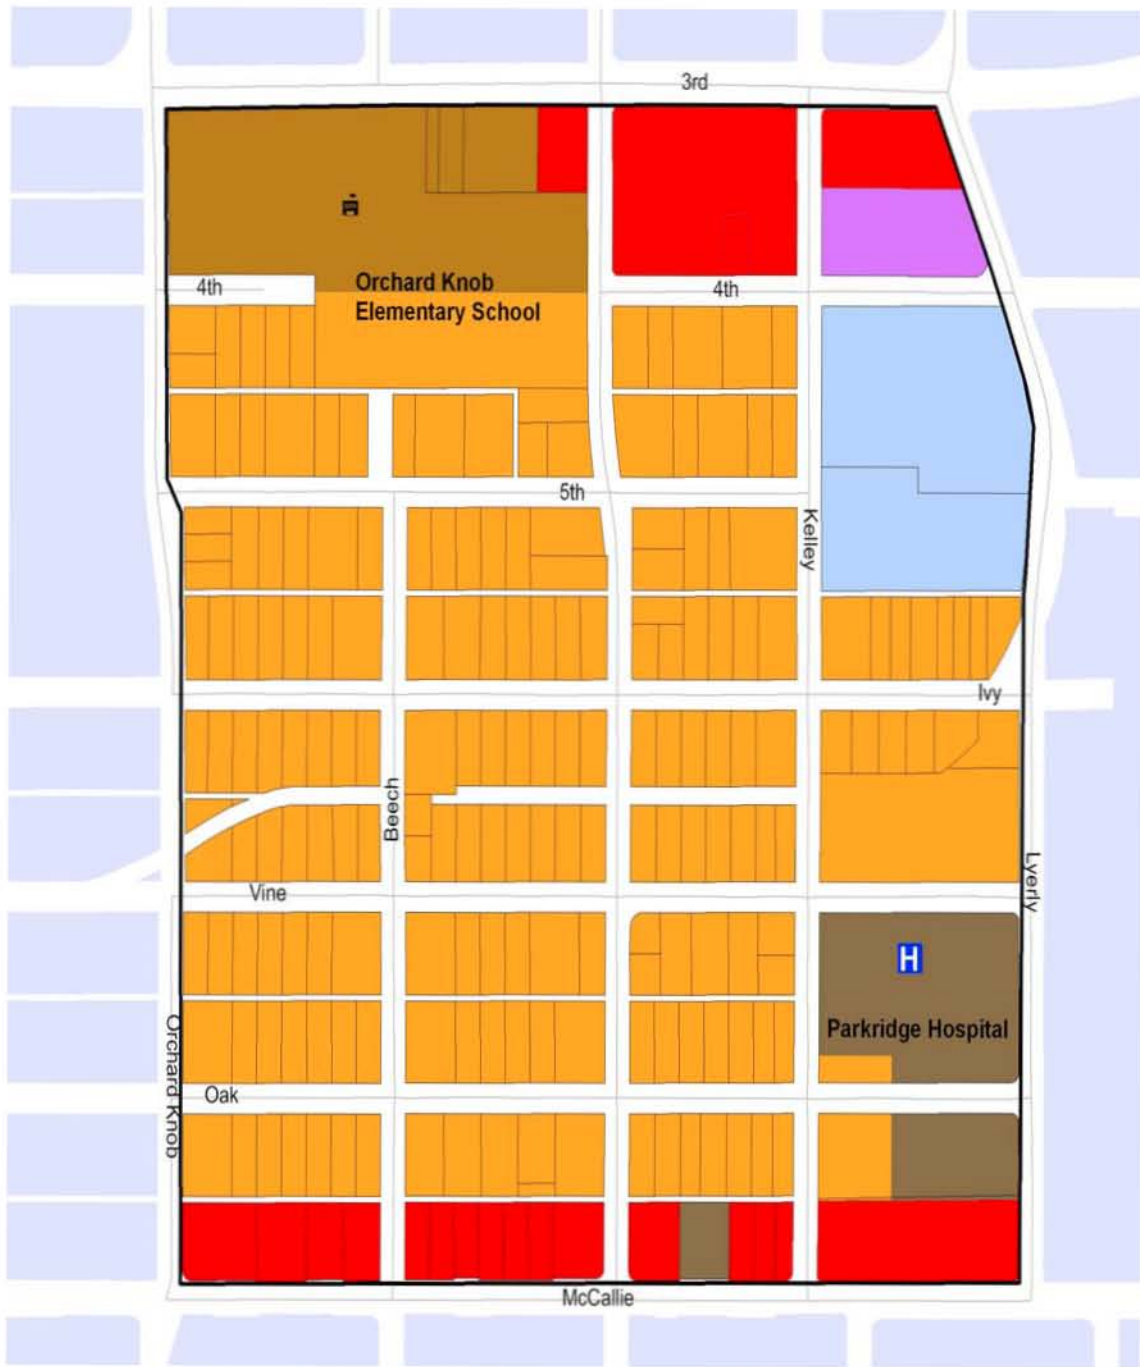 3rd
4th
Orchard Knob
Elementary School
4th
5th
Kelley
Ivy
Beech
Lyerly
Vine
H
Parkridge Hospital
Orchard Knob
Oak
McCallie